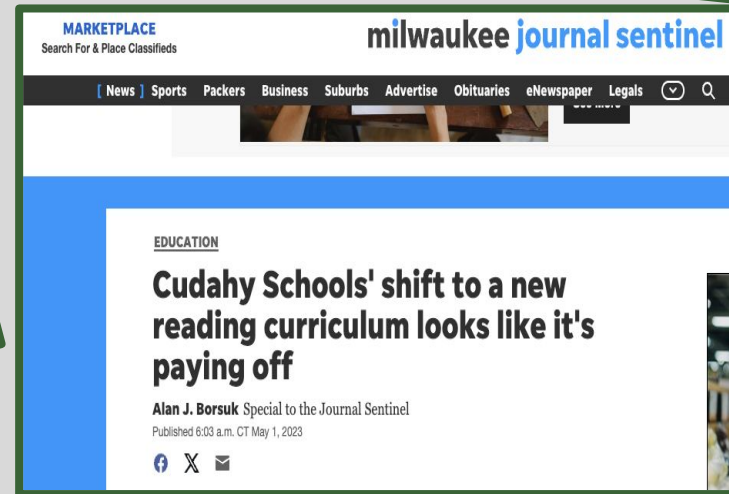 MARKETPLACE
Search For & Place Classifieds
milwaukee journal sentinel
[ News ] Sports Packers Business Suburbs Advertise Obituaries eNewspaper Legals
EDUCATION
Cudahy Schools' shift to a new
reading curriculum looks like it's
paying off
Alan J. Borsuk Special to the Journal Sentinel
Published 6:03 a.m. CT May 1, 2023